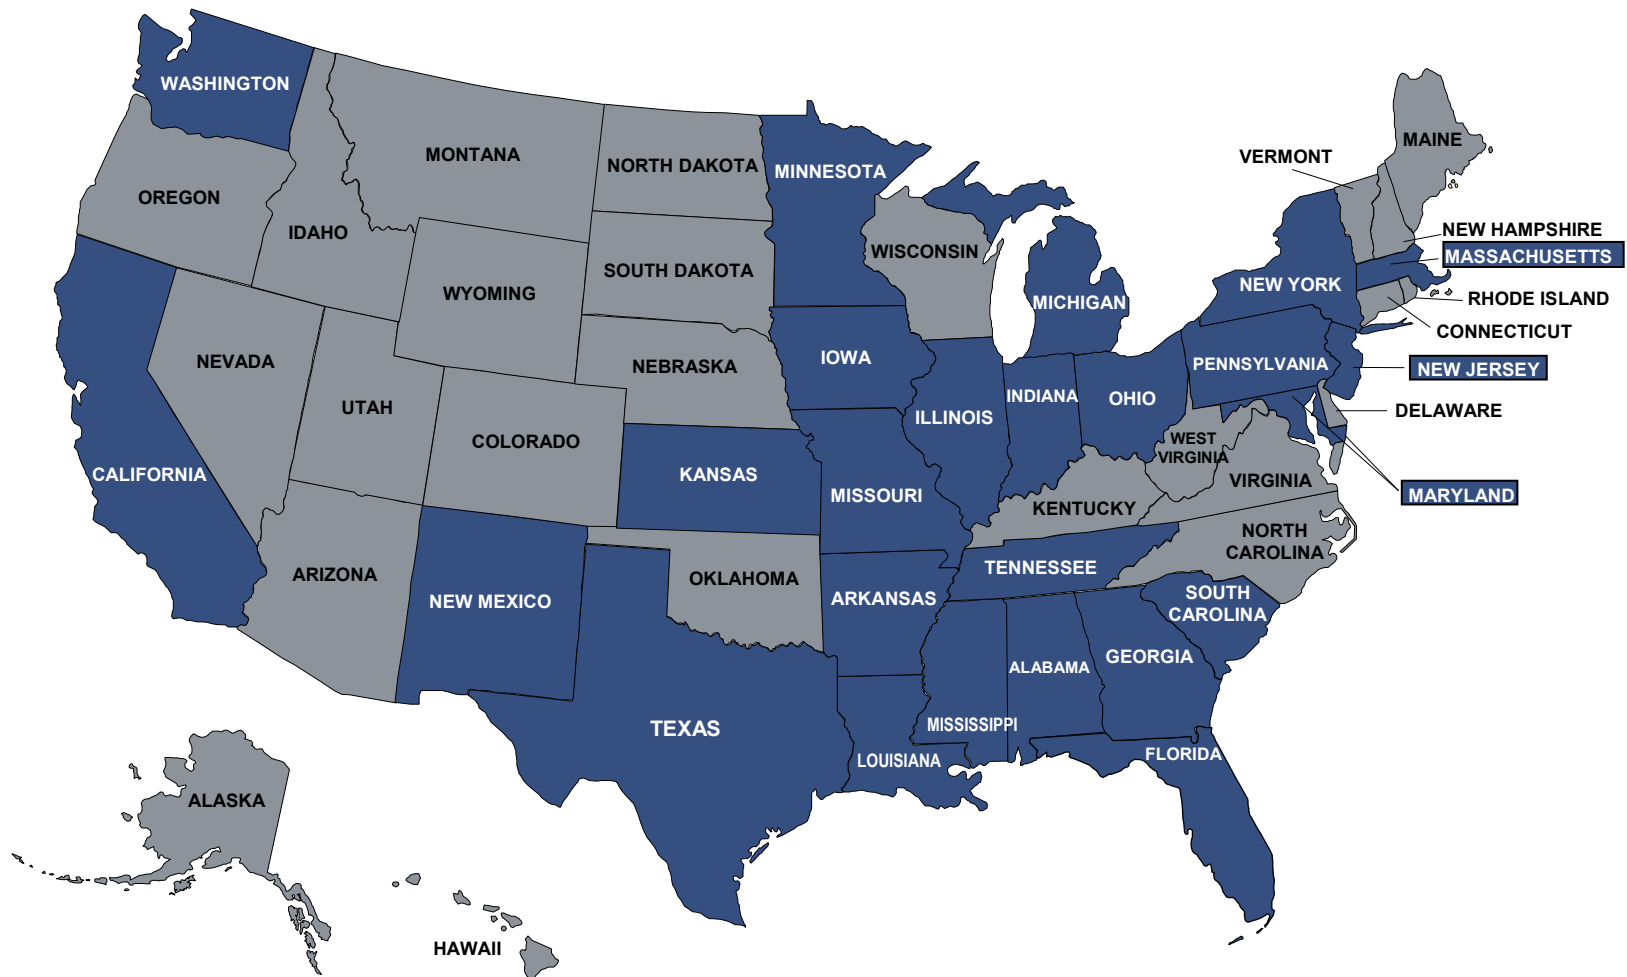 WASHINGTON
MAINE
MONTANA
VERMONT
NORTH DAKOTA
MINNESOTA
OREGON
IDAHO
NEW HAMPSHIRE
WISCONSIN
MASSACHUSETTS
SOUTH DAKOTA
NEW YORK
WYOMING
RHODE ISLAND
MICHIGAN
CONNECTICUT
IOWA
NEVADA
PENNSYLVANIA
NEBRASKA
NEW JERSEY
INDIANA
OHIO
UTAH
DELAWARE
ILLINOIS
COLORADO
WEST
VIRGINIA
CALIFORNIA
KANSAS
VIRGINIA
MISSOURI
MARYLAND
KENTUCKY
NORTH
CAROLINA
TENNESSEE
ARIZONA
OKLAHOMA
SOUTH
CAROLINA
ARKANSAS
NEW MEXICO
GEORGIA
ALABAMA
MISSISSIPPI
TEXAS
FLORIDA
LOUISIANA
ALASKA
HAWAII